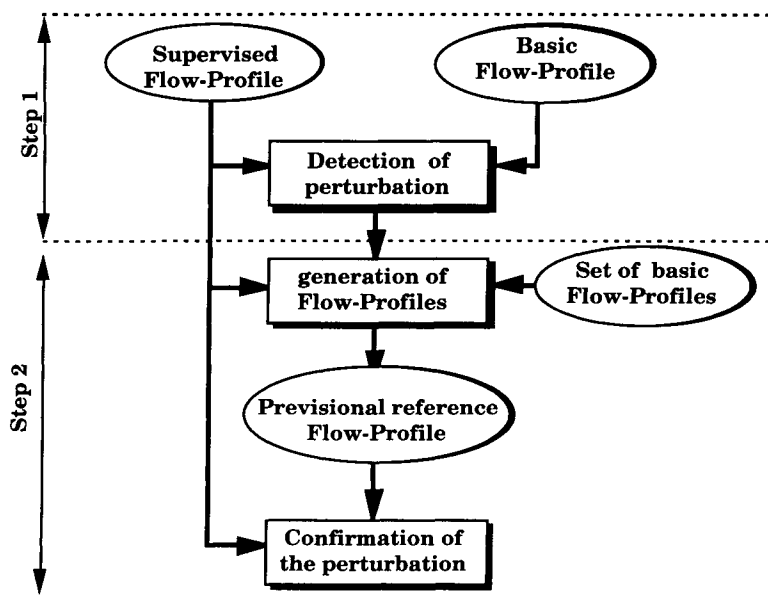 Supervised
Flow-Profile
Basic
Flow-Profile
Step 1
Detection of
perturbation
generation of
Flow-Profiles
Set of basic
Flow-Profiles
Step 2
Previsional reference
Flow-Profile
Confirmation of
the perturbation